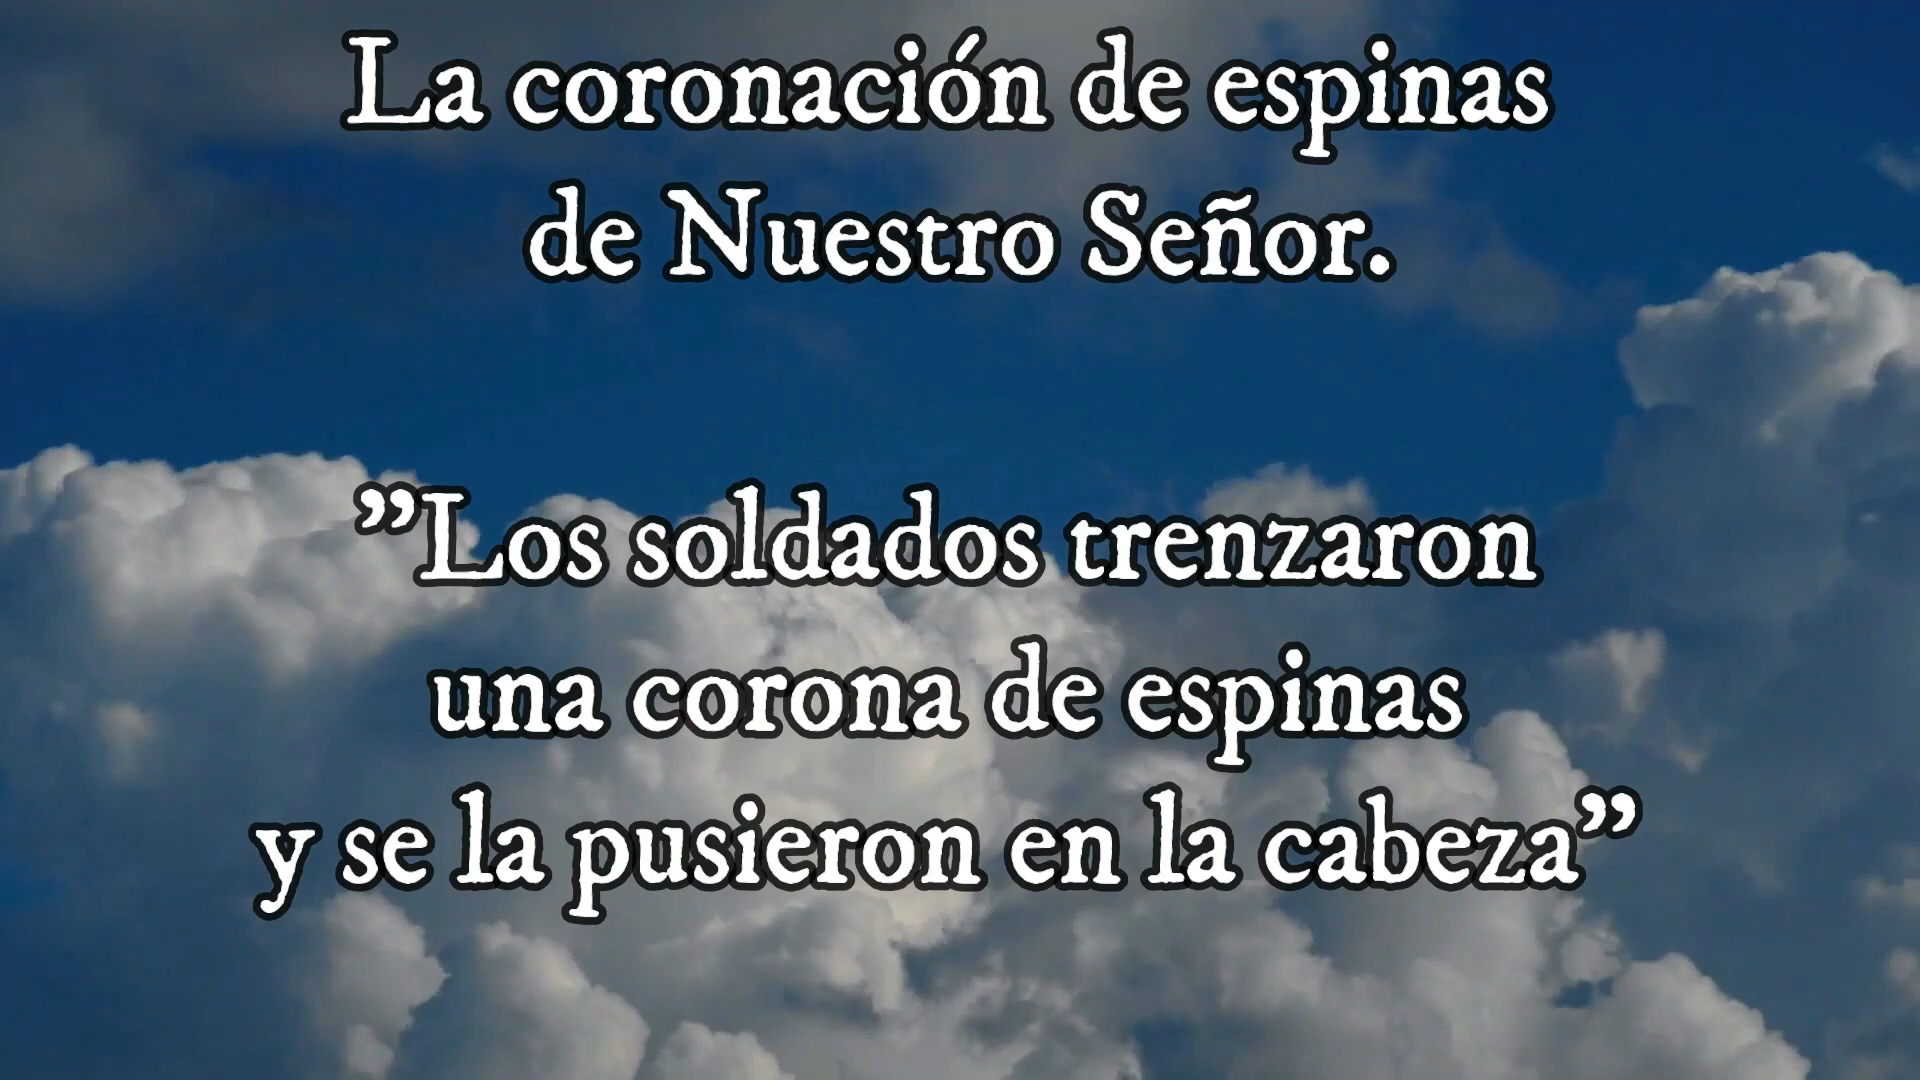 La coronación de espinas
de Nuestro Señor.
”Los soldados trenzaron
una corona de espinas
y se la pusieron en la cabeza”